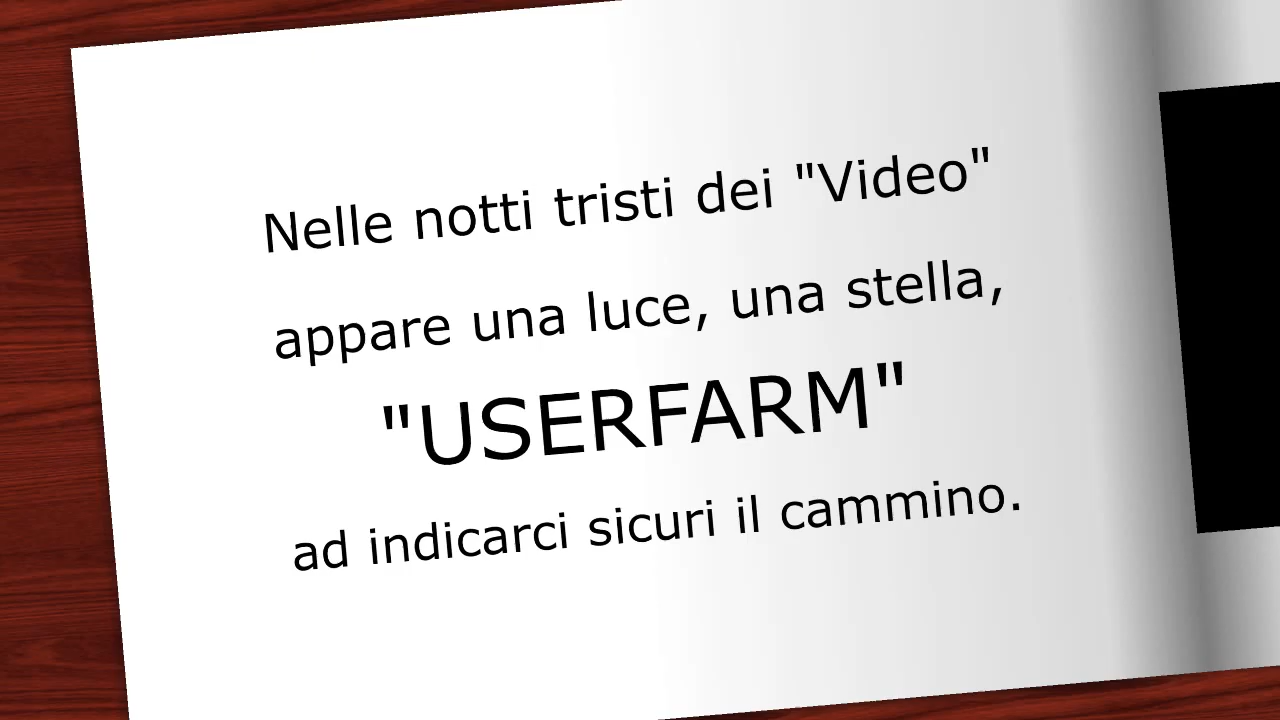 Nelle notti tristi dei "Video"
appare una luce, una stella,
"USERFARM"
ad indicarci sicuri il cammino.